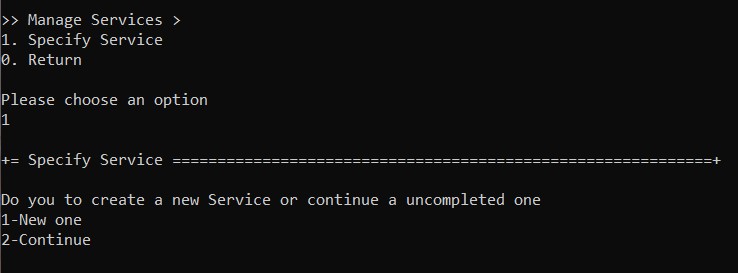 >> Manage Services >
1. Specify Service
0. Return
Please choose an option
1
+= Specify Service ============================================================+
Do you to create a new Service or continue a uncompleted one
1-New one
2-Continue